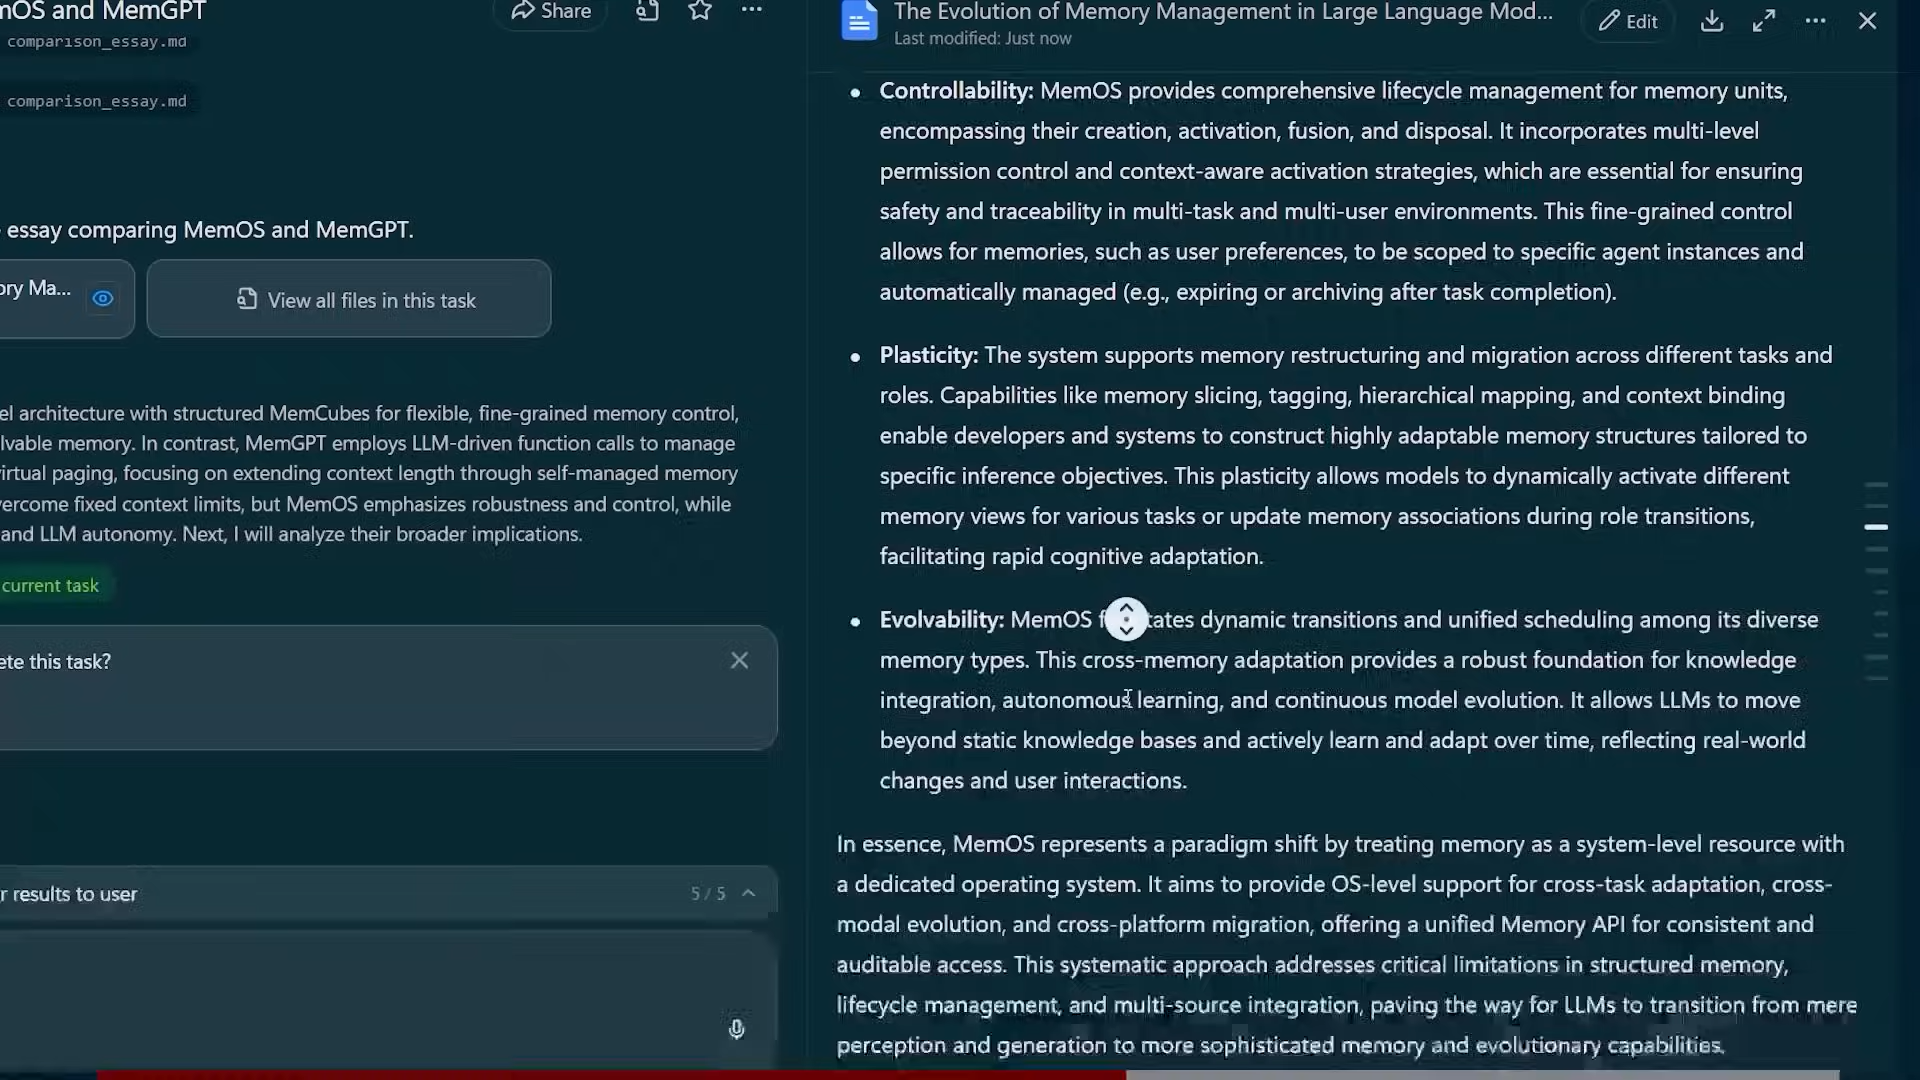 mOS and MemGPT
Share
comparison_essay.md
comparison_essay.md
essay comparing MemOS and MemGPT.
ory Ma...
View all files in this task
el architecture with structured MemCubes for flexible, fine-grained memory control,
lvable memory. In contrast, MemGPT employs LLM-driven function calls to manage
virtual paging, focusing on extending context length through self-managed memory
vercome fixed context limits, but MemOS emphasizes robustness and control, while
and LLM autonomy. Next, I will analyze their broader implications.
current task
ete this task?
r results to user
5 / 5
The Evolution of Memory Management in Large Language Mod...
Last modified: Just now
Edit
• Controllability: MemOS provides comprehensive lifecycle management for memory units,
encompassing their creation, activation, fusion, and disposal. It incorporates multi-level
permission control and context-aware activation strategies, which are essential for ensuring
safety and traceability in multi-task and multi-user environments. This fine-grained control
allows for memories, such as user preferences, to be scoped to specific agent instances and
automatically managed (e.g., expiring or archiving after task completion).
• Plasticity: The system supports memory restructuring and migration across different tasks and
roles. Capabilities like memory slicing, tagging, hierarchical mapping, and context binding
enable developers and systems to construct highly adaptable memory structures tailored to
specific inference objectives. This plasticity allows models to dynamically activate different
memory views for various tasks or update memory associations during role transitions,
facilitating rapid cognitive adaptation.
• Evolvability: MemOS dynamic transitions and unified scheduling among its diverse
memory types. This cross-memory adaptation provides a robust foundation for knowledge
integration, autonomous learning, and continuous model evolution. It allows LLMs to move
beyond static knowledge bases and actively learn and adapt over time, reflecting real-world
changes and user interactions.
In essence, MemOS represents a paradigm shift by treating memory as a system-level resource with
a dedicated operating system. It aims to provide OS-level support for cross-task adaptation, cross-
modal evolution, and cross-platform migration, offering a unified Memory API for consistent and
auditable access. This systematic approach addresses critical limitations in structured memory,
lifecycle management, and multi-source integration, paving the way for LLMs to transition from mere
perception and generation to more sophisticated memory and evolutionary capabilities.